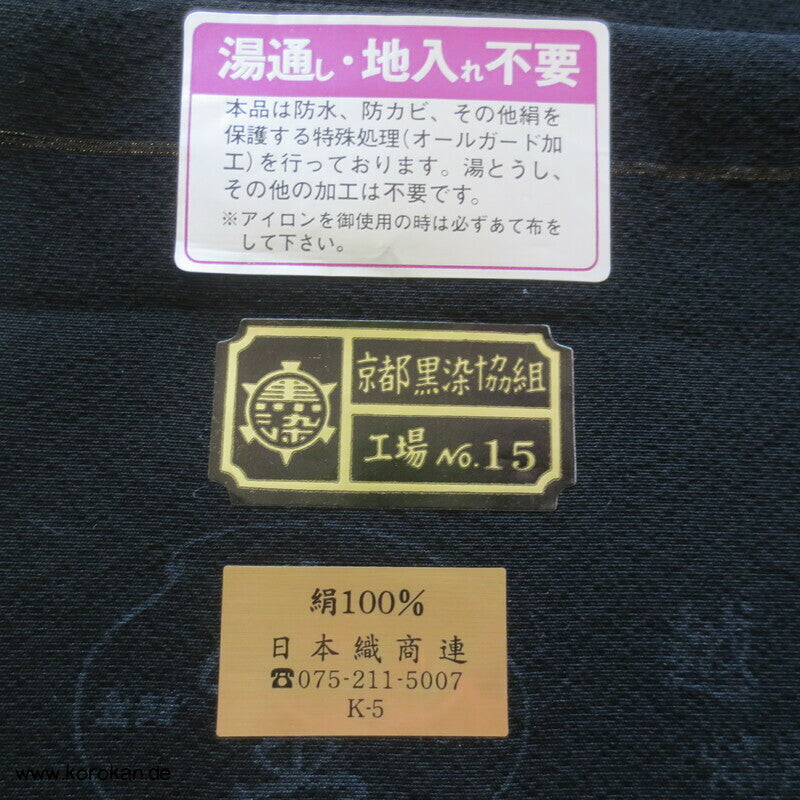 湯通し・地入れ不要
本品は防水、防カビ、その他絹を
保護する特殊処理(オールガード加
工)を行っております。湯とうし、
その他の加工は不要です。
※アイロンを御使用の時は必ずあて布を
して下さい。
黒染
京都黒染協組
工場 No.15
絹100%
日本織商連
☎075-211-5007
K-5
www.korokan.de